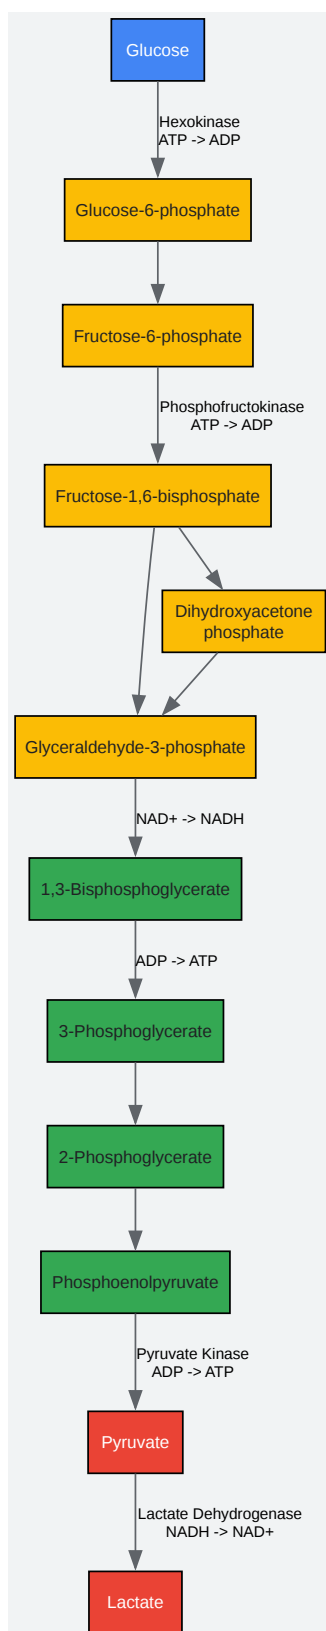 Glucose
Hexokinase
ATP -> ADP
Glucose-6-phosphate
Fructose-6-phosphate
Phosphofructokinase
ATP -> ADP
Fructose-1,6-bisphosphate
Dihydroxyacetone
phosphate
Glyceraldehyde-3-phosphate
NAD+ -> NADH
1,3-Bisphosphoglycerate
ADP -> ATP
3-Phosphoglycerate
2-Phosphoglycerate
Phosphoenolpyruvate
Pyruvate Kinase
ADP -> ATP
Pyruvate
Lactate Dehydrogenase
NADH -> NAD+
Lactate